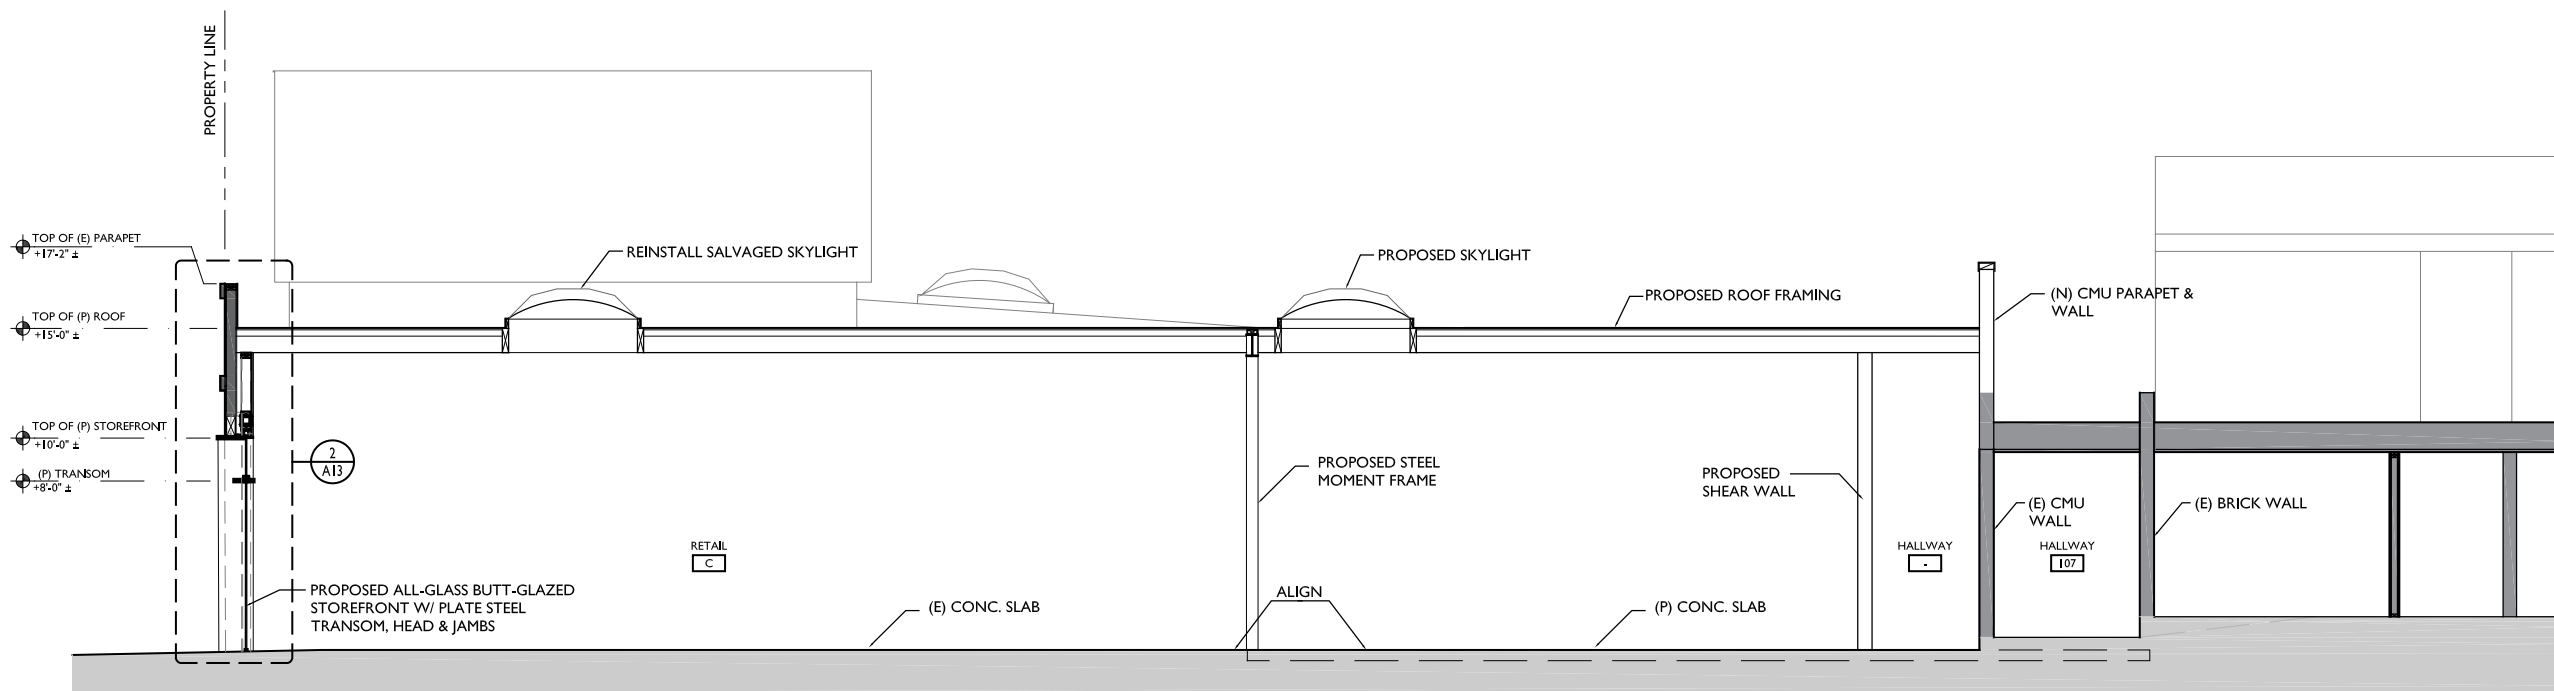 PROPERTY LINE
TOP OF (E) PARAPET
+17'-2" ±
REINSTALL SALVAGED SKYLIGHT
PROPOSED SKYLIGHT
PROPOSED ROOF FRAMING
(N) CMU PARAPET &
WALL
TOP OF (P) ROOF
+15'-0" ±
TOP OF (P) STOREFRONT
+10'-0" ±
(P) TRANSOM
+8'-0" ±
2
A13
PROPOSED STEEL
MOMENT FRAME
PROPOSED
SHEAR WALL
(E) CMU
WALL
(E) BRICK WALL
RETAIL
C
HALLWAY
-
HALLWAY
107
PROPOSED ALL-GLASS BUTT-GLAZED
STOREFRONT W/ PLATE STEEL
TRANSOM, HEAD & JAMBS
(E) CONC. SLAB
ALIGN
(P) CONC. SLAB